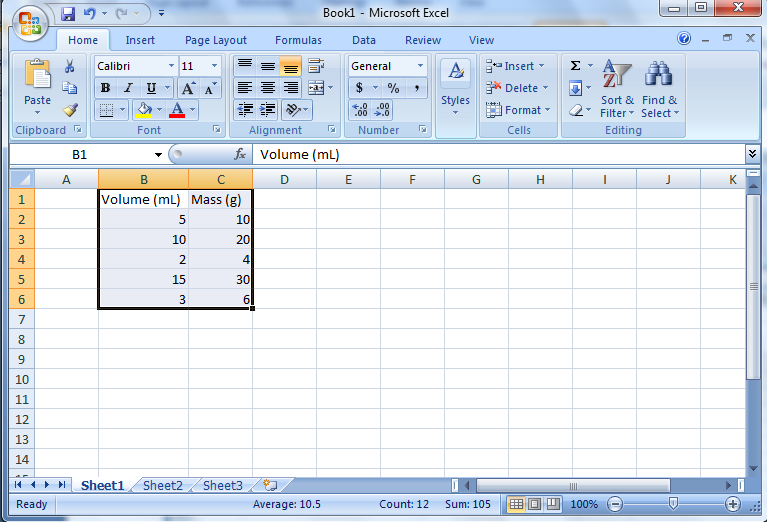 Book1 - Microsoft Excel
Home Insert Page Layout Formulas Data Review View
Calibri 11 General Insert Σ
Paste B I U A A $ % , Styles Delete Sort & Find &
A .00 .0 Format Filter Select
Clipboard Font Alignment Number Cells Editing
B1 fx Volume (mL)
A B C D E F G H I J K
1 Volume (mL) Mass (g)
2 5 10
3 10 20
4 2 4
5 15 30
6 3 6
7
8
9
10
11
12
13
14
Sheet1 Sheet2 Sheet3
Ready Average: 10.5 Count: 12 Sum: 105 100%